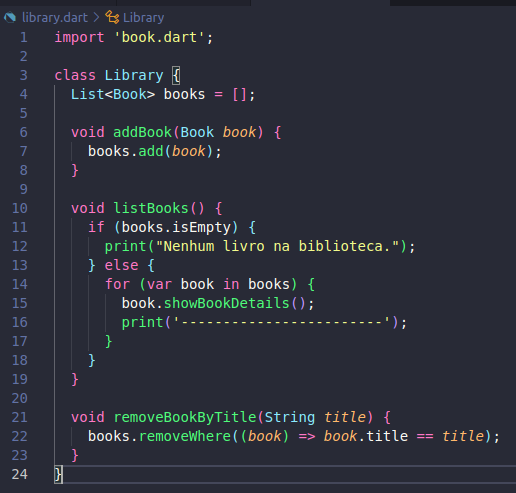 library.dart > Library
1 import 'book.dart';
2
3 class Library {
4   List<Book> books = [];
5
6   void addBook(Book book) {
7     books.add(book);
8   }
9
10   void listBooks() {
11     if (books.isEmpty) {
12       print("Nenhum livro na biblioteca.");
13     } else {
14       for (var book in books) {
15         book.showBookDetails();
16         print('------------------------');
17       }
18     }
19   }
20
21   void removeBookByTitle(String title) {
22     books.removeWhere((book) => book.title == title);
23   }
24 }